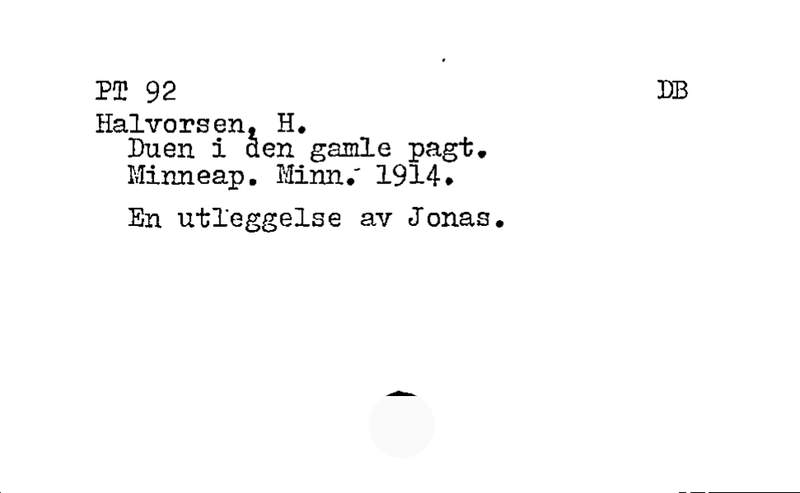 PT 92 DB
Halvorsen, H.
Duen i den gamle pagt.
Minneap. Minn. 1914.
En utleggelse av Jonas.